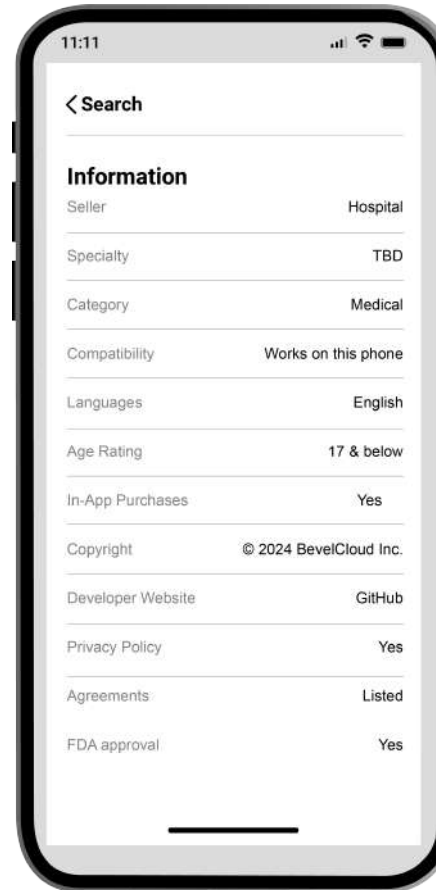 11:11
Search
Information
Seller Hospital
Specialty TBD
Category Medical
Compatibility Works on this phone
Languages English
Age Rating 17 & below
In-App Purchases Yes
Copyright © 2024 BevelCloud Inc.
Developer Website GitHub
Privacy Policy Yes
Agreements Listed
FDA approval Yes